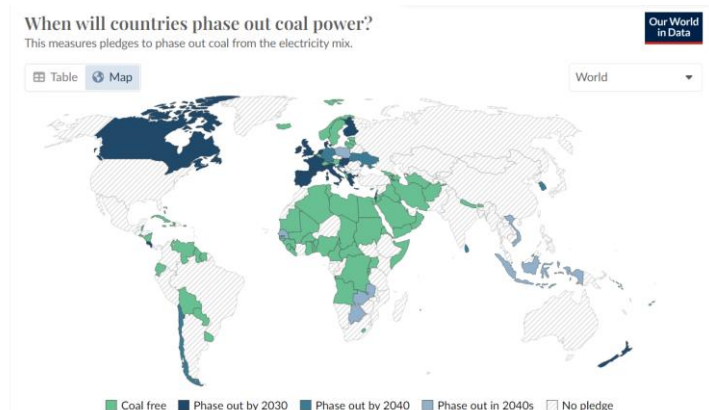 When will countries phase out coal power?
This measures pledges to phase out coal from the electricity mix.
Our World
in Data
Table Map
World
Coal free Phase out by 2030 Phase out by 2040 Phase out in 2040s No pledge